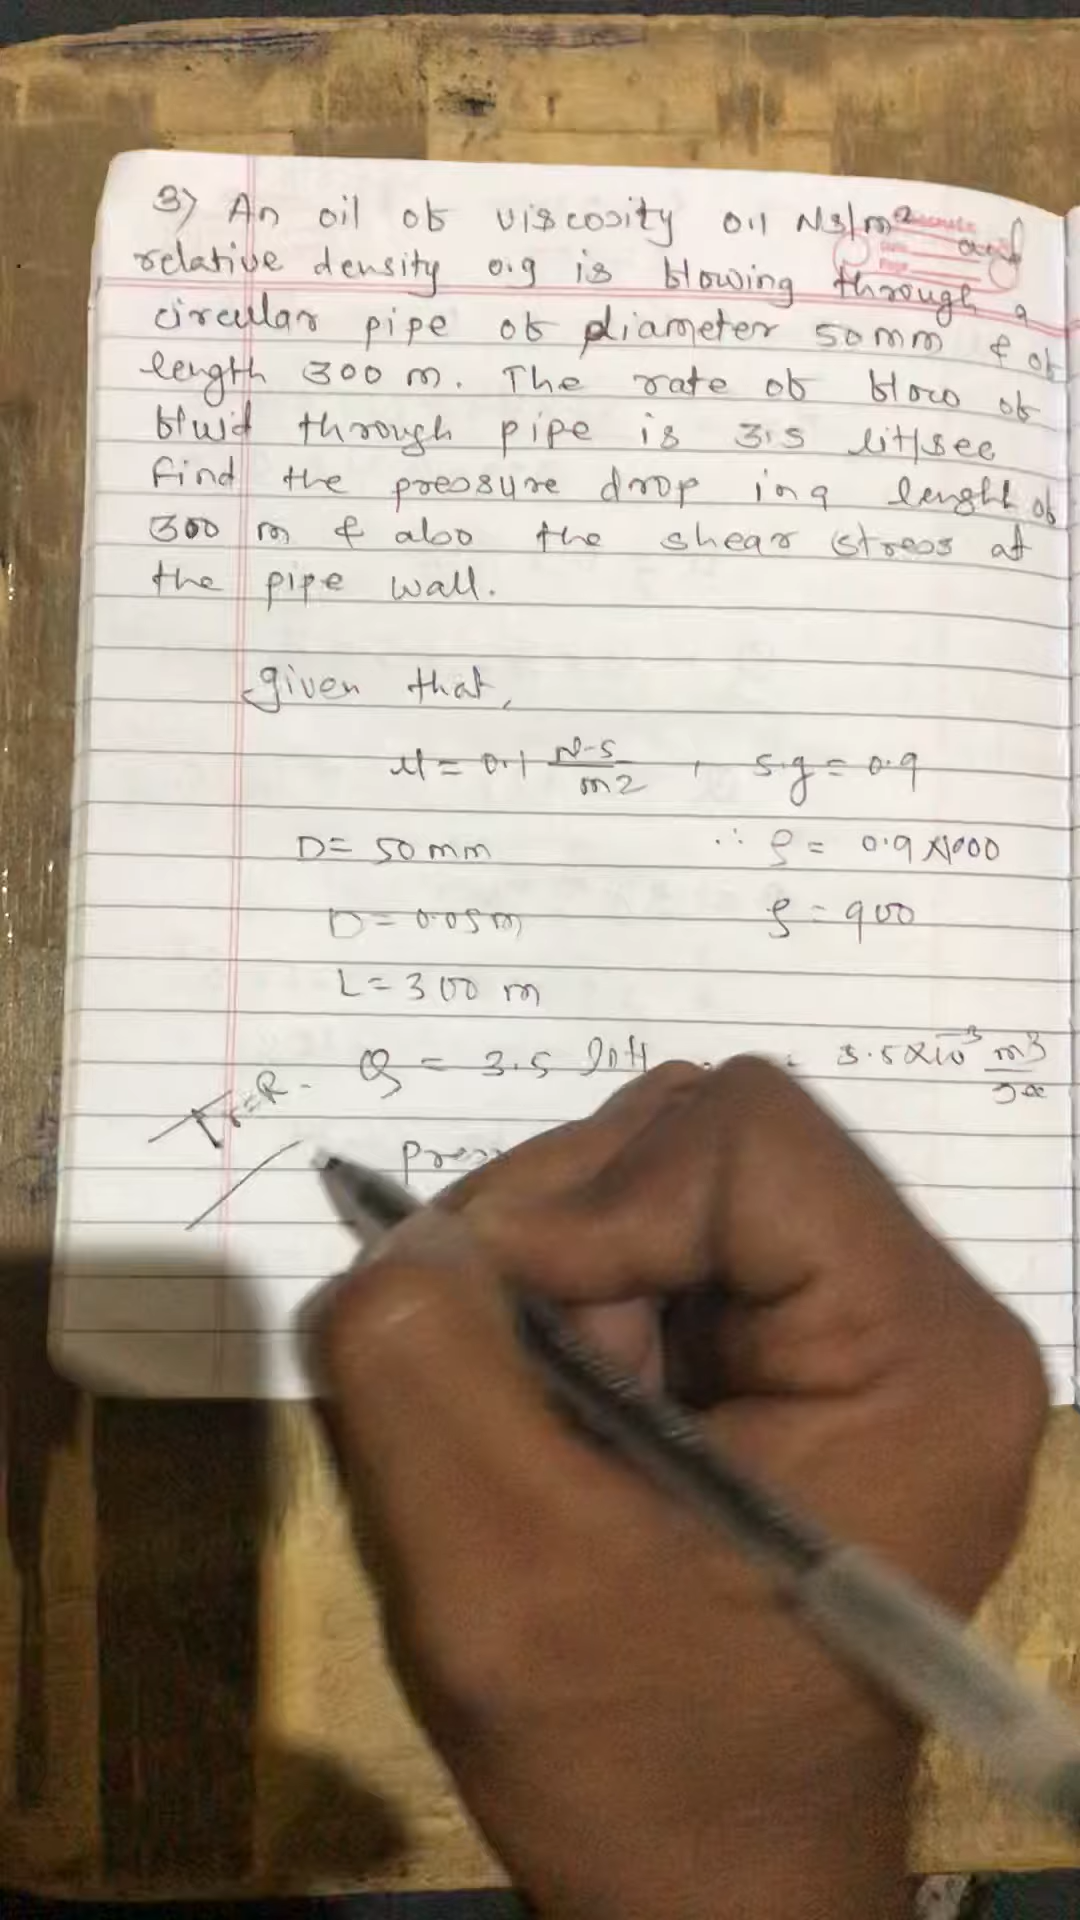 3) An oil of viscosity 0.1 Ns/m2 and
relative density 0.9 is flowing through a
circular pipe of diameter 50mm & of
length 300 m. The rate of flow of
fluid through pipe is 3.5 lit/sec
Find the pressure drop in a lenght of
300 m & also the shear stress at
the pipe wall.
given that,
μ = 0.1 N-S/m2 , s.g = 0.9
D = 50 mm ∴ ρ = 0.9 × 1000
D = 0.05 m ρ = 900
L = 300 m
Q = 3.5 3.5×10⁻³ m3/sec
r=R